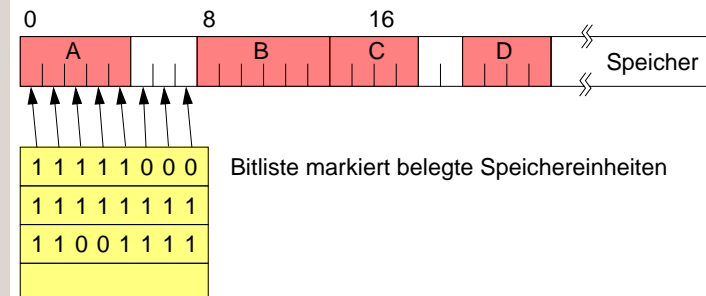 0 8 16
A B C D Speicher
1 1 1 1 1 0 0 0 Bitliste markiert belegte Speichereinheiten
1 1 1 1 1 1 1 1
1 1 0 0 1 1 1 1